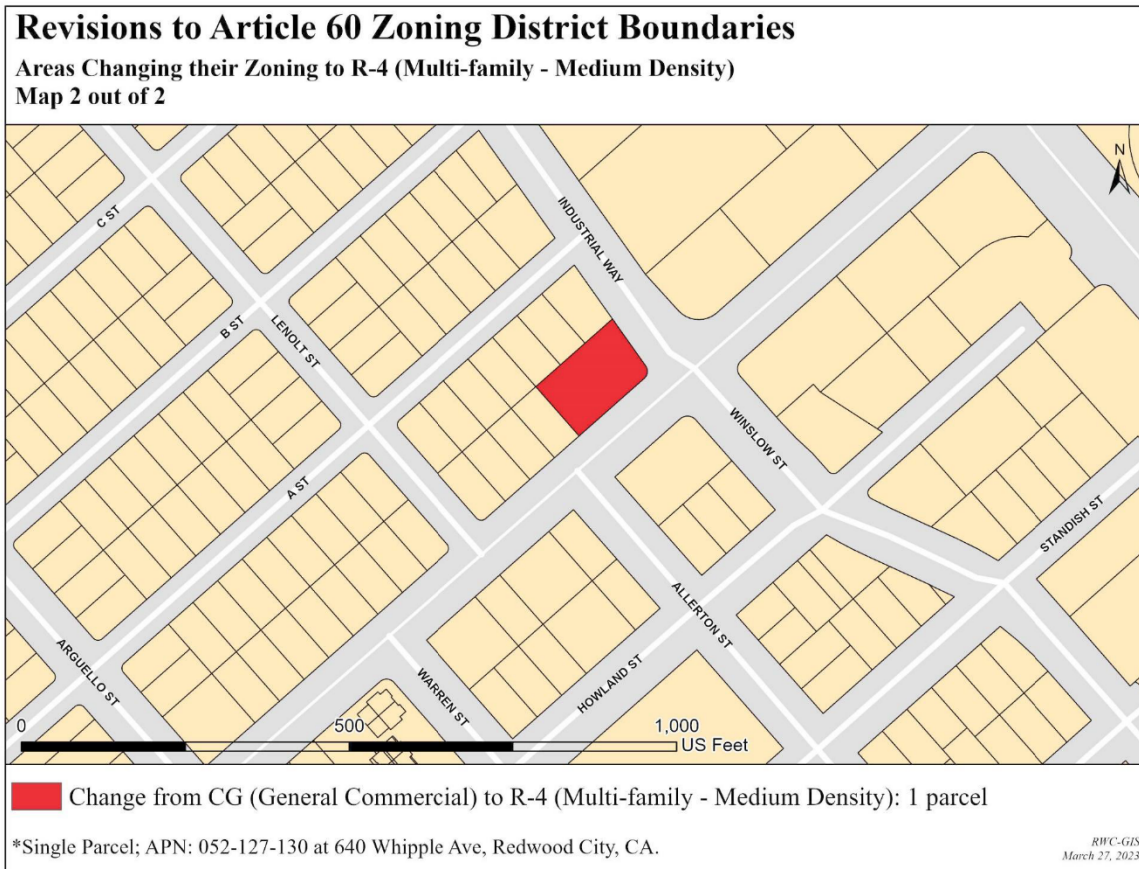 Revisions to Article 60 Zoning District Boundaries
Areas Changing their Zoning to R-4 (Multi-family - Medium Density)
Map 2 out of 2
N
C ST
INDUSTRIAL WAY
B ST
LENOLT ST
WINSLOW ST
A ST
STANDISH ST
ALLERTON ST
ARGUELLO ST
WARREN ST
HOWLAND ST
0 500 1,000
US Feet
Change from CG (General Commercial) to R-4 (Multi-family - Medium Density): 1 parcel
*Single Parcel; APN: 052-127-130 at 640 Whipple Ave, Redwood City, CA.
RWC-GIS
March 27, 2023